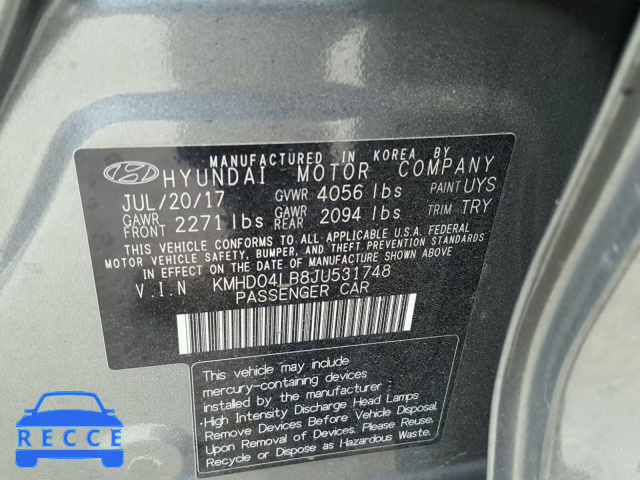 MANUFACTURED IN KOREA BY
HYUNDAI MOTOR COMPANY
JUL/20/17 GVWR 4056 lbs PAINT UYS
GAWR FRONT 2271 lbs GAWR REAR 2094 lbs TRIM TRY
THIS VEHICLE CONFORMS TO ALL APPLICABLE U.S.A. FEDERAL
MOTOR VEHICLE SAFETY, BUMPER, AND THEFT PREVENTION STANDARDS
IN EFFECT ON THE DATE OF MANUFACTURE SHOWN ABOVE.
V.I.N KMHD04LB8JU531748
PASSENGER CAR
This vehicle may include
mercury-containing devices
installed by the manufacturer :
·High Intensity Discharge Head Lamps
Remove Devices Before Vehicle Disposal.
Upon Removal of Devices, Please Reuse,
Recycle or Dispose as Hazardous Waste.
RECCE